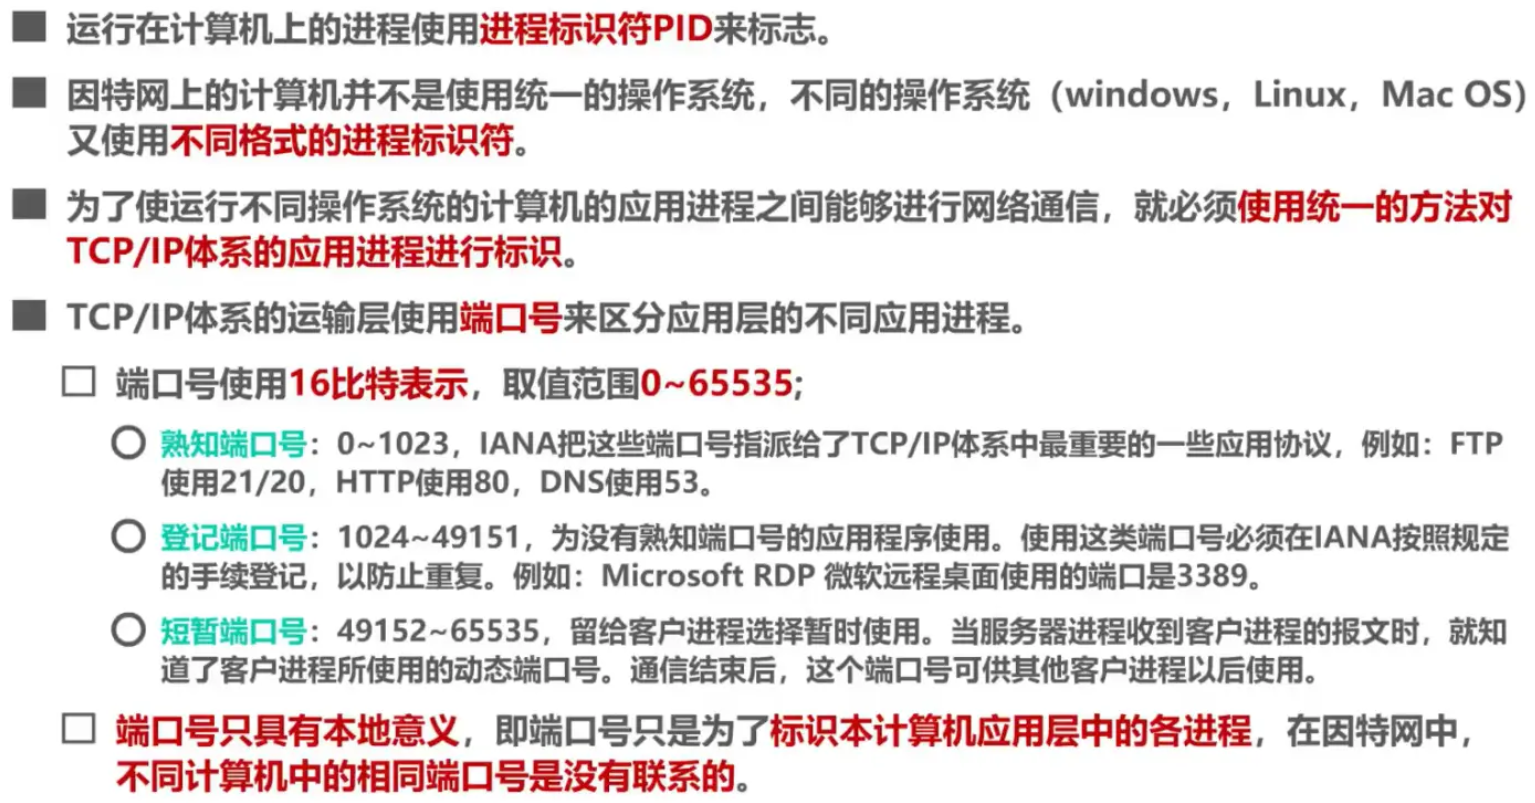 运行在计算机上的进程使用进程标识符PID来标志。
因特网上的计算机并不是使用统一的操作系统，不同的操作系统（windows，Linux，Mac OS）
又使用不同格式的进程标识符。
为了使运行不同操作系统的计算机的应用进程之间能够进行网络通信，就必须使用统一的方法对
TCP/IP体系的应用进程进行标识。
TCP/IP体系的运输层使用端口号来区分应用层的不同应用进程。
端口号使用16比特表示，取值范围0~65535;
熟知端口号：0~1023，IANA把这些端口号指派给了TCP/IP体系中最重要的一些应用协议，例如：FTP
使用21/20，HTTP使用80，DNS使用53。
登记端口号：1024~49151，为没有熟知端口号的应用程序使用。使用这类端口号必须在IANA按照规定
的手续登记，以防止重复。例如：Microsoft RDP 微软远程桌面使用的端口是3389。
短暂端口号：49152~65535，留给客户进程选择暂时使用。当服务器进程收到客户进程的报文时，就知
道了客户进程所使用的动态端口号。通信结束后，这个端口号可供其他客户进程以后使用。
端口号只具有本地意义，即端口号只是为了标识本计算机应用层中的各进程，在因特网中，
不同计算机中的相同端口号是没有联系的。